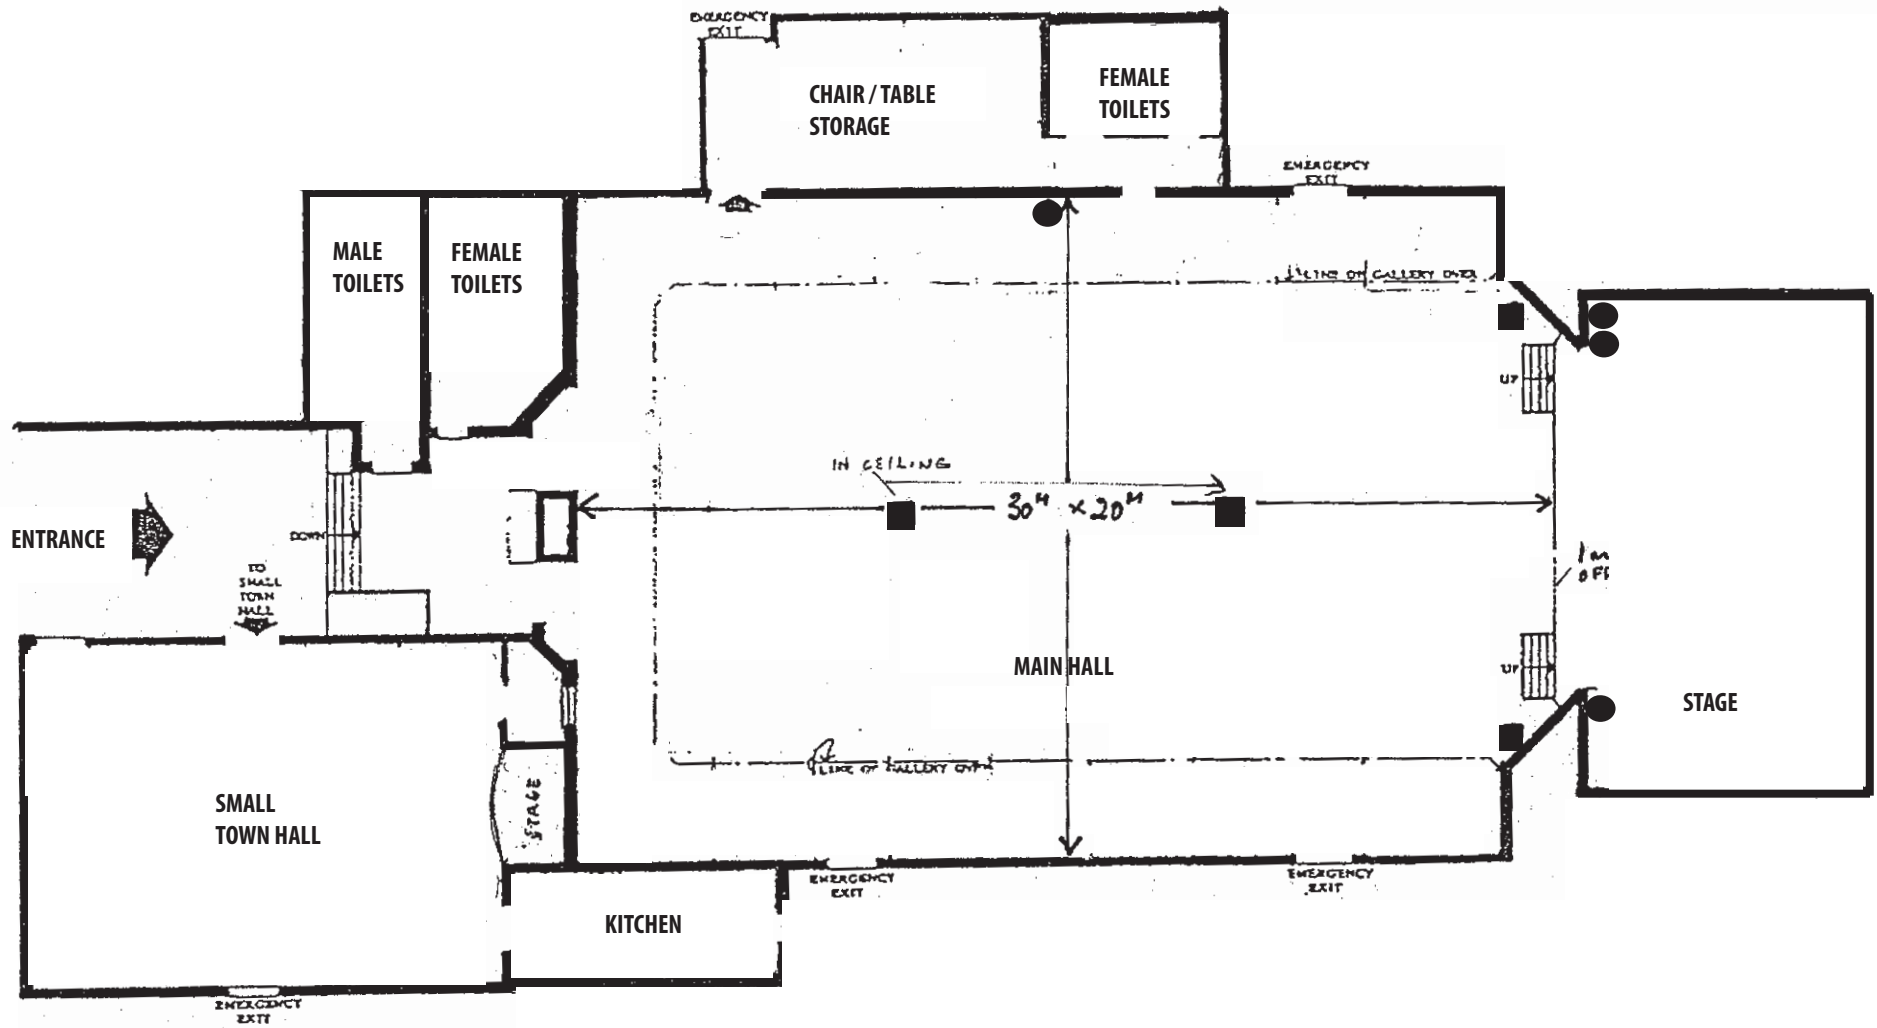 EMERGENCY
EXIT
CHAIR / TABLE
STORAGE
FEMALE
TOILETS
EMERGENCY
EXIT
MALE
TOILETS
FEMALE
TOILETS
LINE OF GALLERY OVER
UP
IN CEILING
30M x 20M
ENTRANCE
DOWN
TO
SMALL
TOWN
HALL
1 M
OFF
MAIN HALL
UP
STAGE
LINE OF GALLERY OVER
STAGE
SMALL
TOWN HALL
EMERGENCY
EXIT
EMERGENCY
EXIT
KITCHEN
EMERGENCY
EXIT